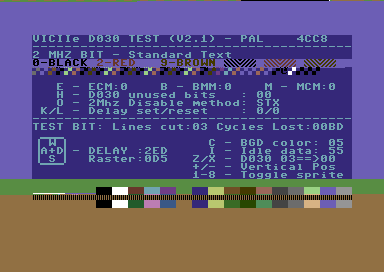 VICIIe D030 TEST (V2.1) - PAL 4CC8
2 MHZ BIT - Standard Text
0-BLACK 2-RED 9-BROWN
E - ECM:0 B - BMM:0 M - MCM:0
H - D030 unused bits : 00
O - 2Mhz Disable method: STX
K/L - Delay set/reset : 0/0
TEST BIT: Lines cut:03 Cycles Lost:00BD
W C - BGD color: 05
A+D - DELAY :2ED I - Idle data: 55
S Raster:0D5 Z/X - D030 03==>00
+/- - Vertical Pos
1-8 - Toggle sprite